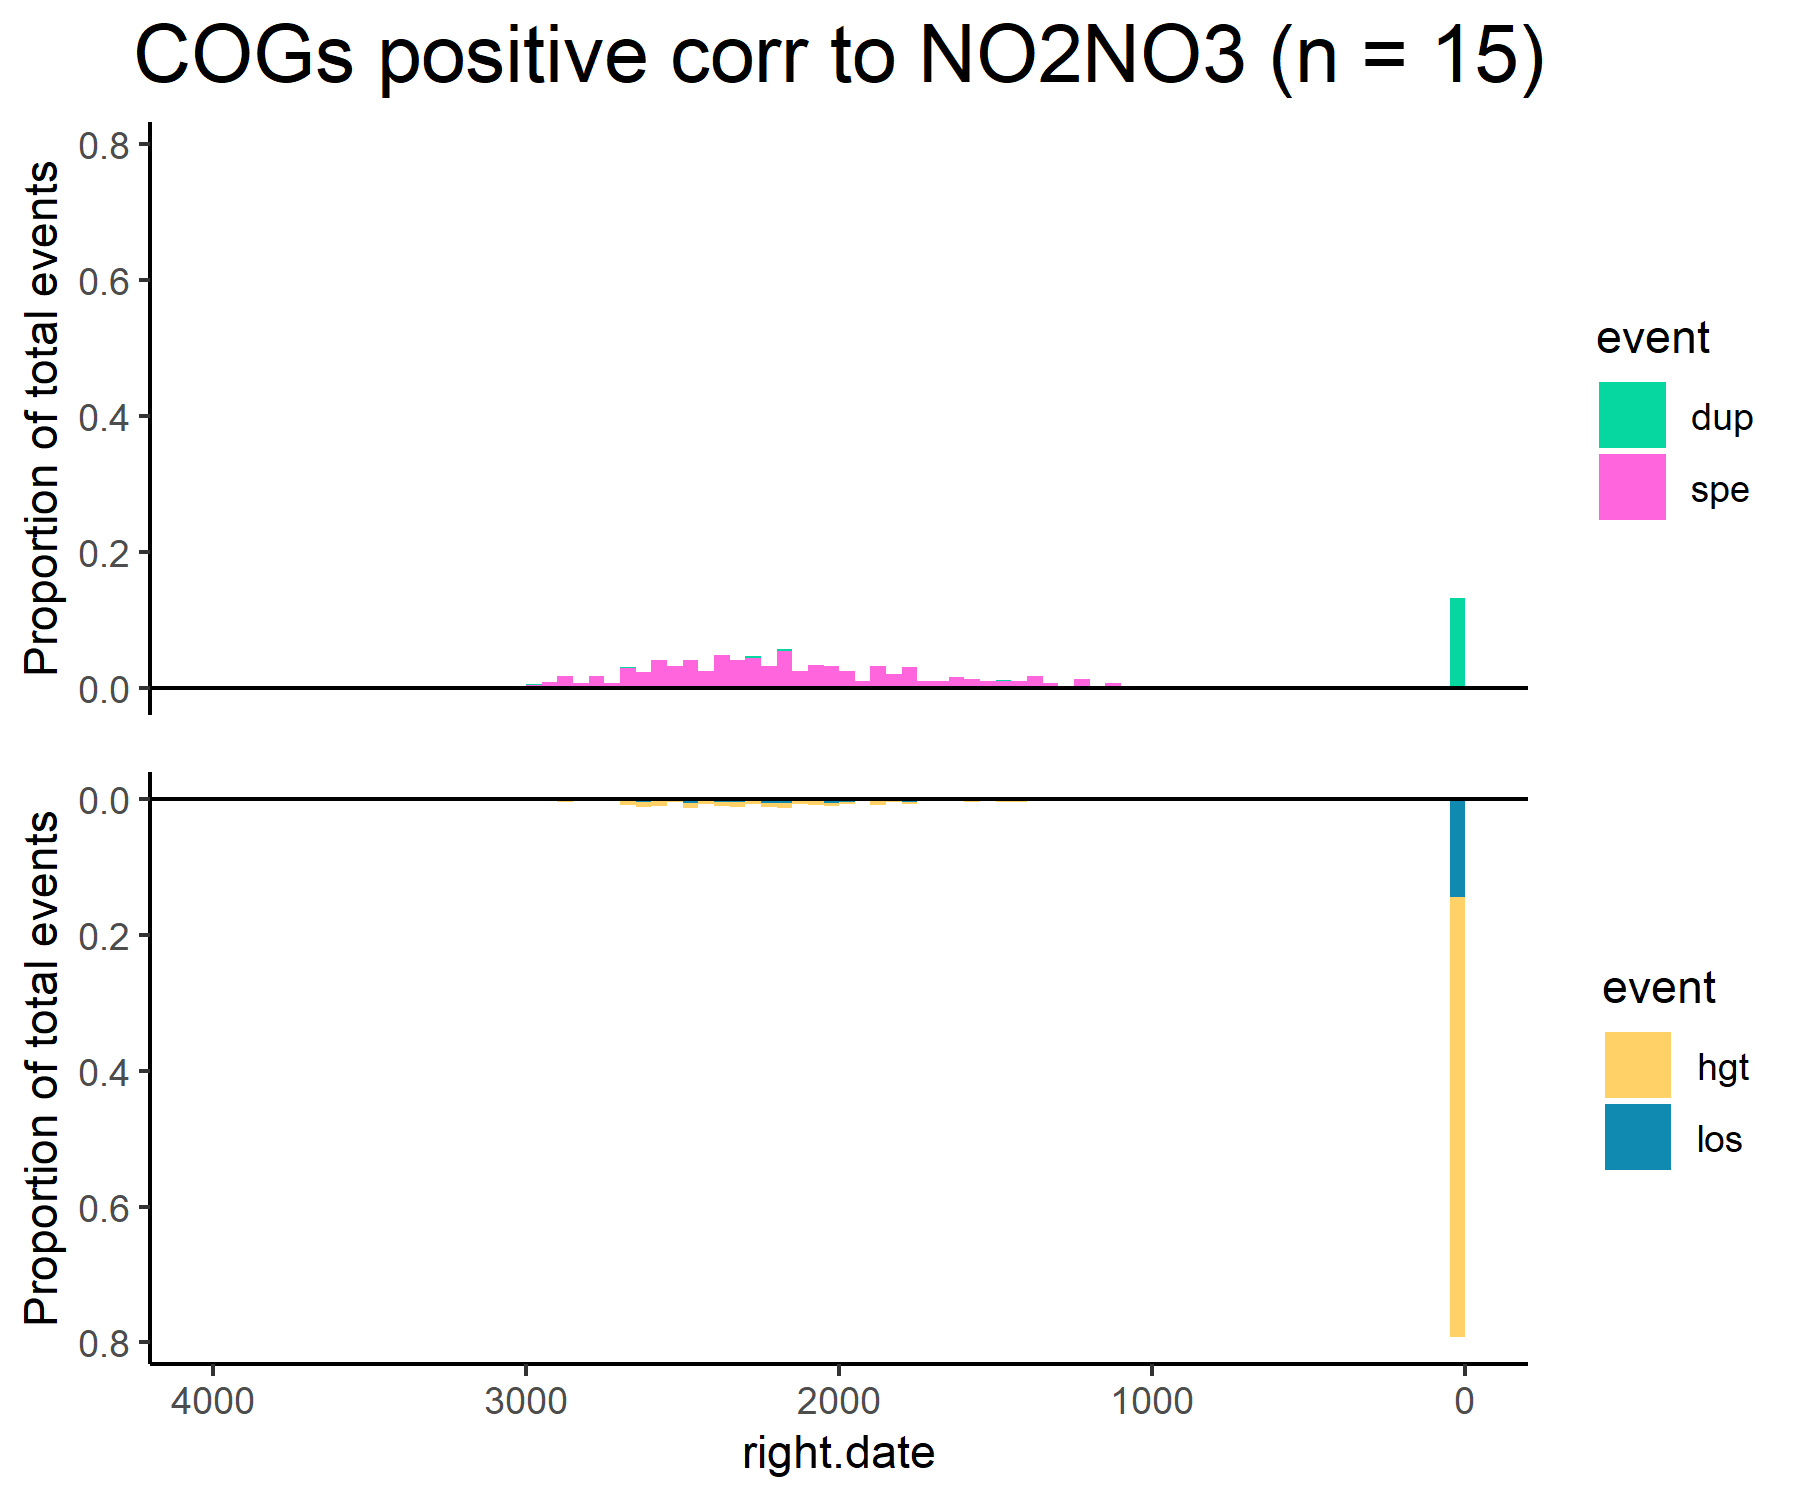 COGs positive corr to NO2NO3 (n = 15)
Proportion of total events
0.8
0.6
0.4
0.2
0.0
event
dup
spe
Proportion of total events
0.0
0.2
0.4
0.6
0.8
event
hgt
los
4000
3000
2000
1000
0
right.date